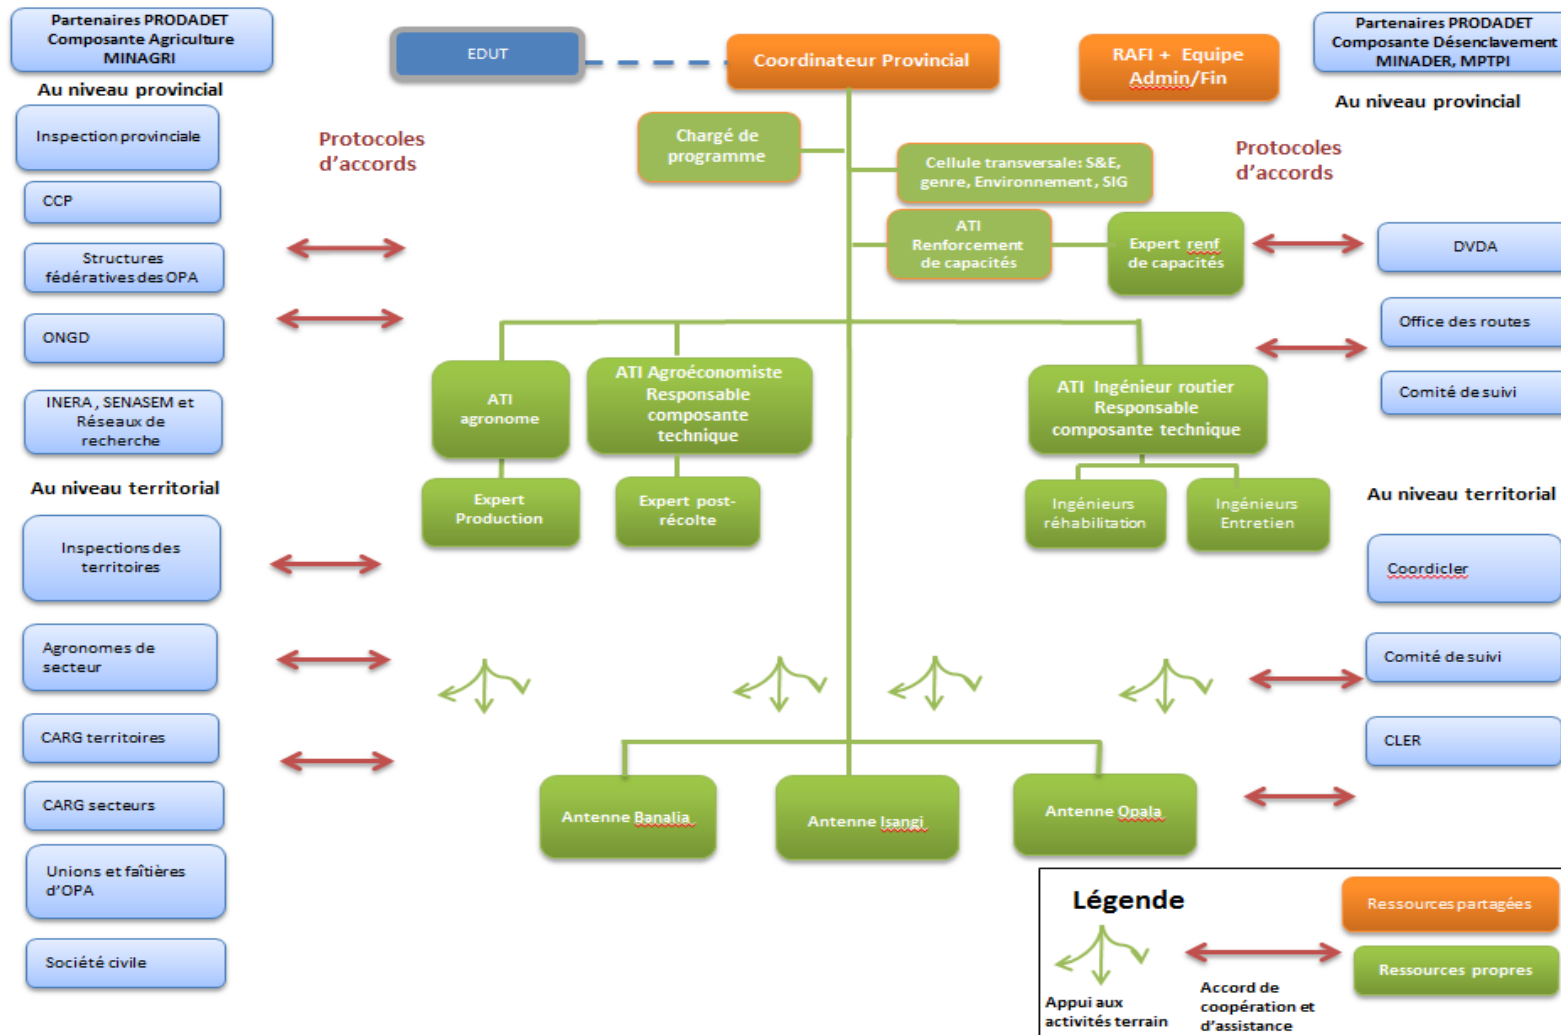 Partenaires PRODADET
Composante Agriculture
MINAGRI
Au niveau provincial
Inspection provinciale
CCP
Structures
fédératives des OPA
ONGD
INERA, SENASEM et
Réseaux de
recherche
Au niveau territorial
Inspections des
territoires
Agronomes de
secteur
CARG territoires
CARG secteurs
Unions et faîtières
d'OPA
Société civile
Protocoles
d'accords
EDUT
Coordinateur Provincial
RAFI + Equipe
Admin/Fin
Chargé de
programme
Cellule transversale: S&E,
genre, Environnement, SIG
ATI
Renforcement
de capacités
Expert renf
de capacités
ATI
agronome
ATI Agroéconomiste
Responsable
composante
technique
ATI Ingénieur routier
Responsable
composante technique
Expert
Production
Expert post-
récolte
Ingénieurs
réhabilitation
Ingénieurs
Entretien
Antenne Banalia
Antenne Isangi
Antenne Opala
Partenaires PRODADET
Composante Désenclavement
MINADER, MPTPI
Au niveau provincial
Protocoles
d'accords
DVDA
Office des routes
Comité de suivi
Au niveau territorial
Coordicler
Comité de suivi
CLER
Légende
Appui aux
activités terrain
Accord de
coopération et
d'assistance
Ressources partagées
Ressources propres